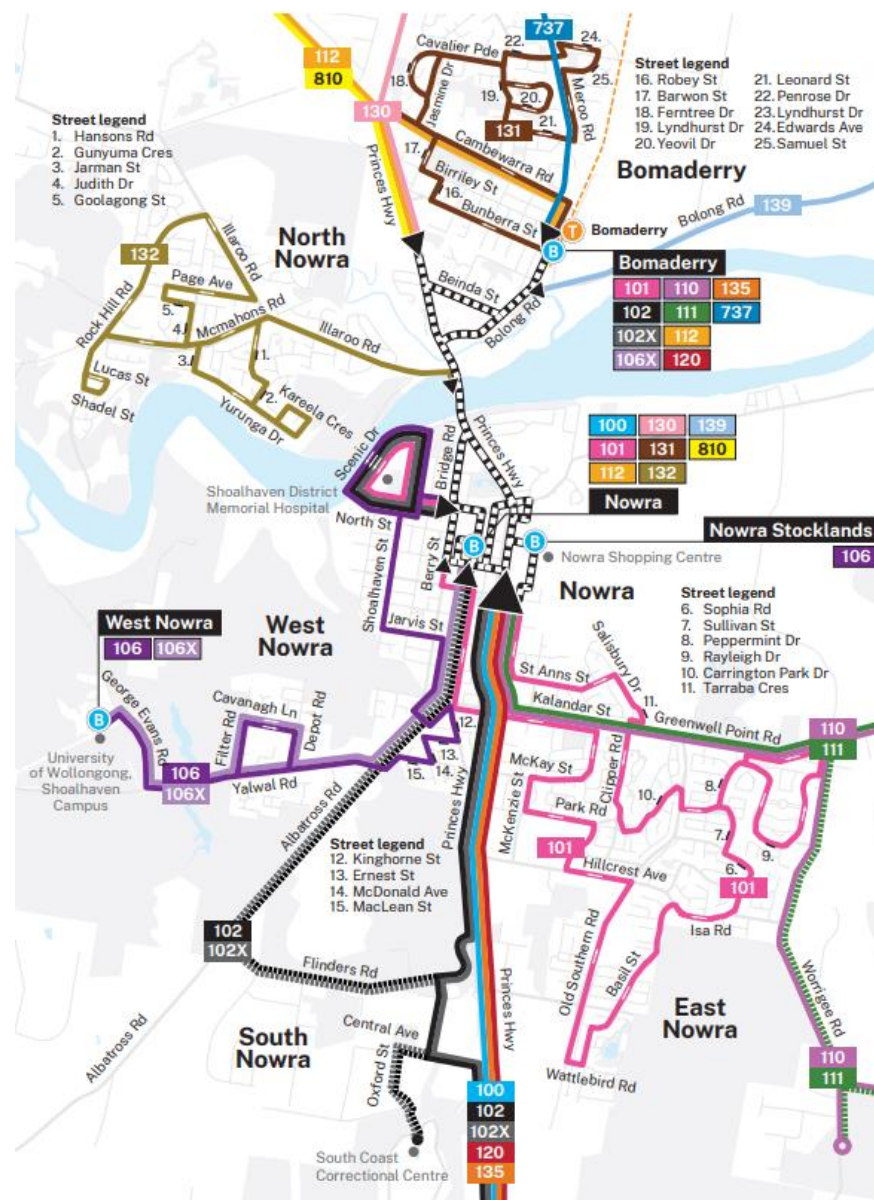 737
Cavalier Pde
22.
24.
112
810
18.
Jasmine Dr
25.
19.
20.
21.
Meroo Rd
Street legend
16. Robey St
17. Barwon St
18. Ferntree Dr
19. Lyndhurst Dr
20. Yeovil Dr
21. Leonard St
22. Penrose Dr
23. Lyndhurst Dr
24. Edwards Ave
25. Samuel St
130
131
Street legend
1. Hansons Rd
2. Gunyuma Cres
3. Jarman St
4. Judith Dr
5. Goolagong St
Princes Hwy
17.
Cambewarra Rd
Birriley St
16.
Bunberra St
Bomaderry
Bolong Rd
139
T
Bomaderry
B
North
Nowra
Illaroo Rd
132
Page Ave
5.
4.
Rock Hill Rd
Mcmahons Rd
Illaroo Rd
3.
1.
Lucas St
Shadel St
2.
Kareela Cres
Yurunga Dr
Beinda St
Bolong Rd
Bomaderry
101 110 135
102 111 737
102X 112
106X 120
Princes Hwy
Bridge Rd
Scenic Dr
Shoalhaven District
Memorial Hospital
North St
100 130 139
101 131 810
112 132
Nowra
Nowra Stocklands
106
B
B
Nowra Shopping Centre
Berry St
Shoalhaven St
Jarvis St
Nowra
West
Nowra
Street legend
6. Sophia Rd
7. Sullivan St
8. Peppermint Dr
9. Rayleigh Dr
10. Carrington Park Dr
11. Tarraba Cres
West Nowra
106 106X
B
George Evans Rd
University
of Wollongong,
Shoalhaven
Campus
Filter Rd
Cavanagh Ln
Depot Rd
106
106X
Yalwal Rd
12.
13.
14.
15.
St Anns St
Salisbury Dr
11.
Kalandar St
Greenwell Point Rd
110
111
McKay St
Clipper Rd
8.
10.
Park Rd
McKenzie St
7.
9.
101
6.
Hillcrest Ave
101
Isa Rd
Albatross Rd
Princes Hwy
Street legend
12. Kinghorne St
13. Ernest St
14. McDonald Ave
15. MacLean St
102
102X
Flinders Rd
Old Southern Rd
Basil St
Worrigee Rd
East
Nowra
Princes Hwy
South
Nowra
Central Ave
Oxford St
Albatross Rd
Wattlebird Rd
110
111
100
102
102X
120
135
South Coast
Correctional Centre